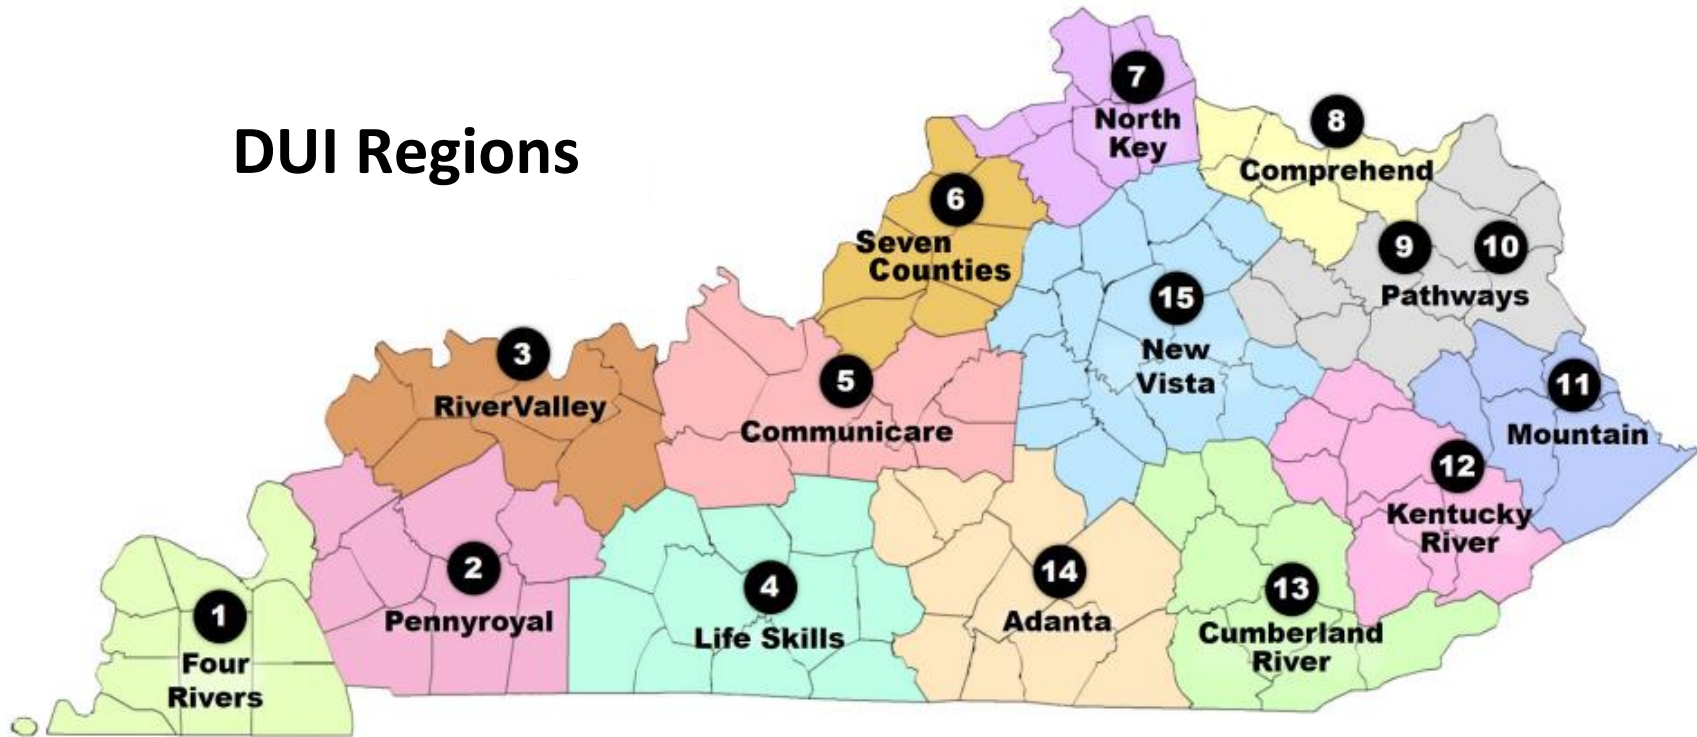 DUI Regions
1
Four
Rivers
2
Pennyroyal
3
RiverValley
4
Life Skills
5
Communicare
6
Seven
Counties
7
North
Key
8
Comprehend
9
10
Pathways
11
Mountain
12
Kentucky
River
13
Cumberland
River
14
Adanta
15
New
Vista